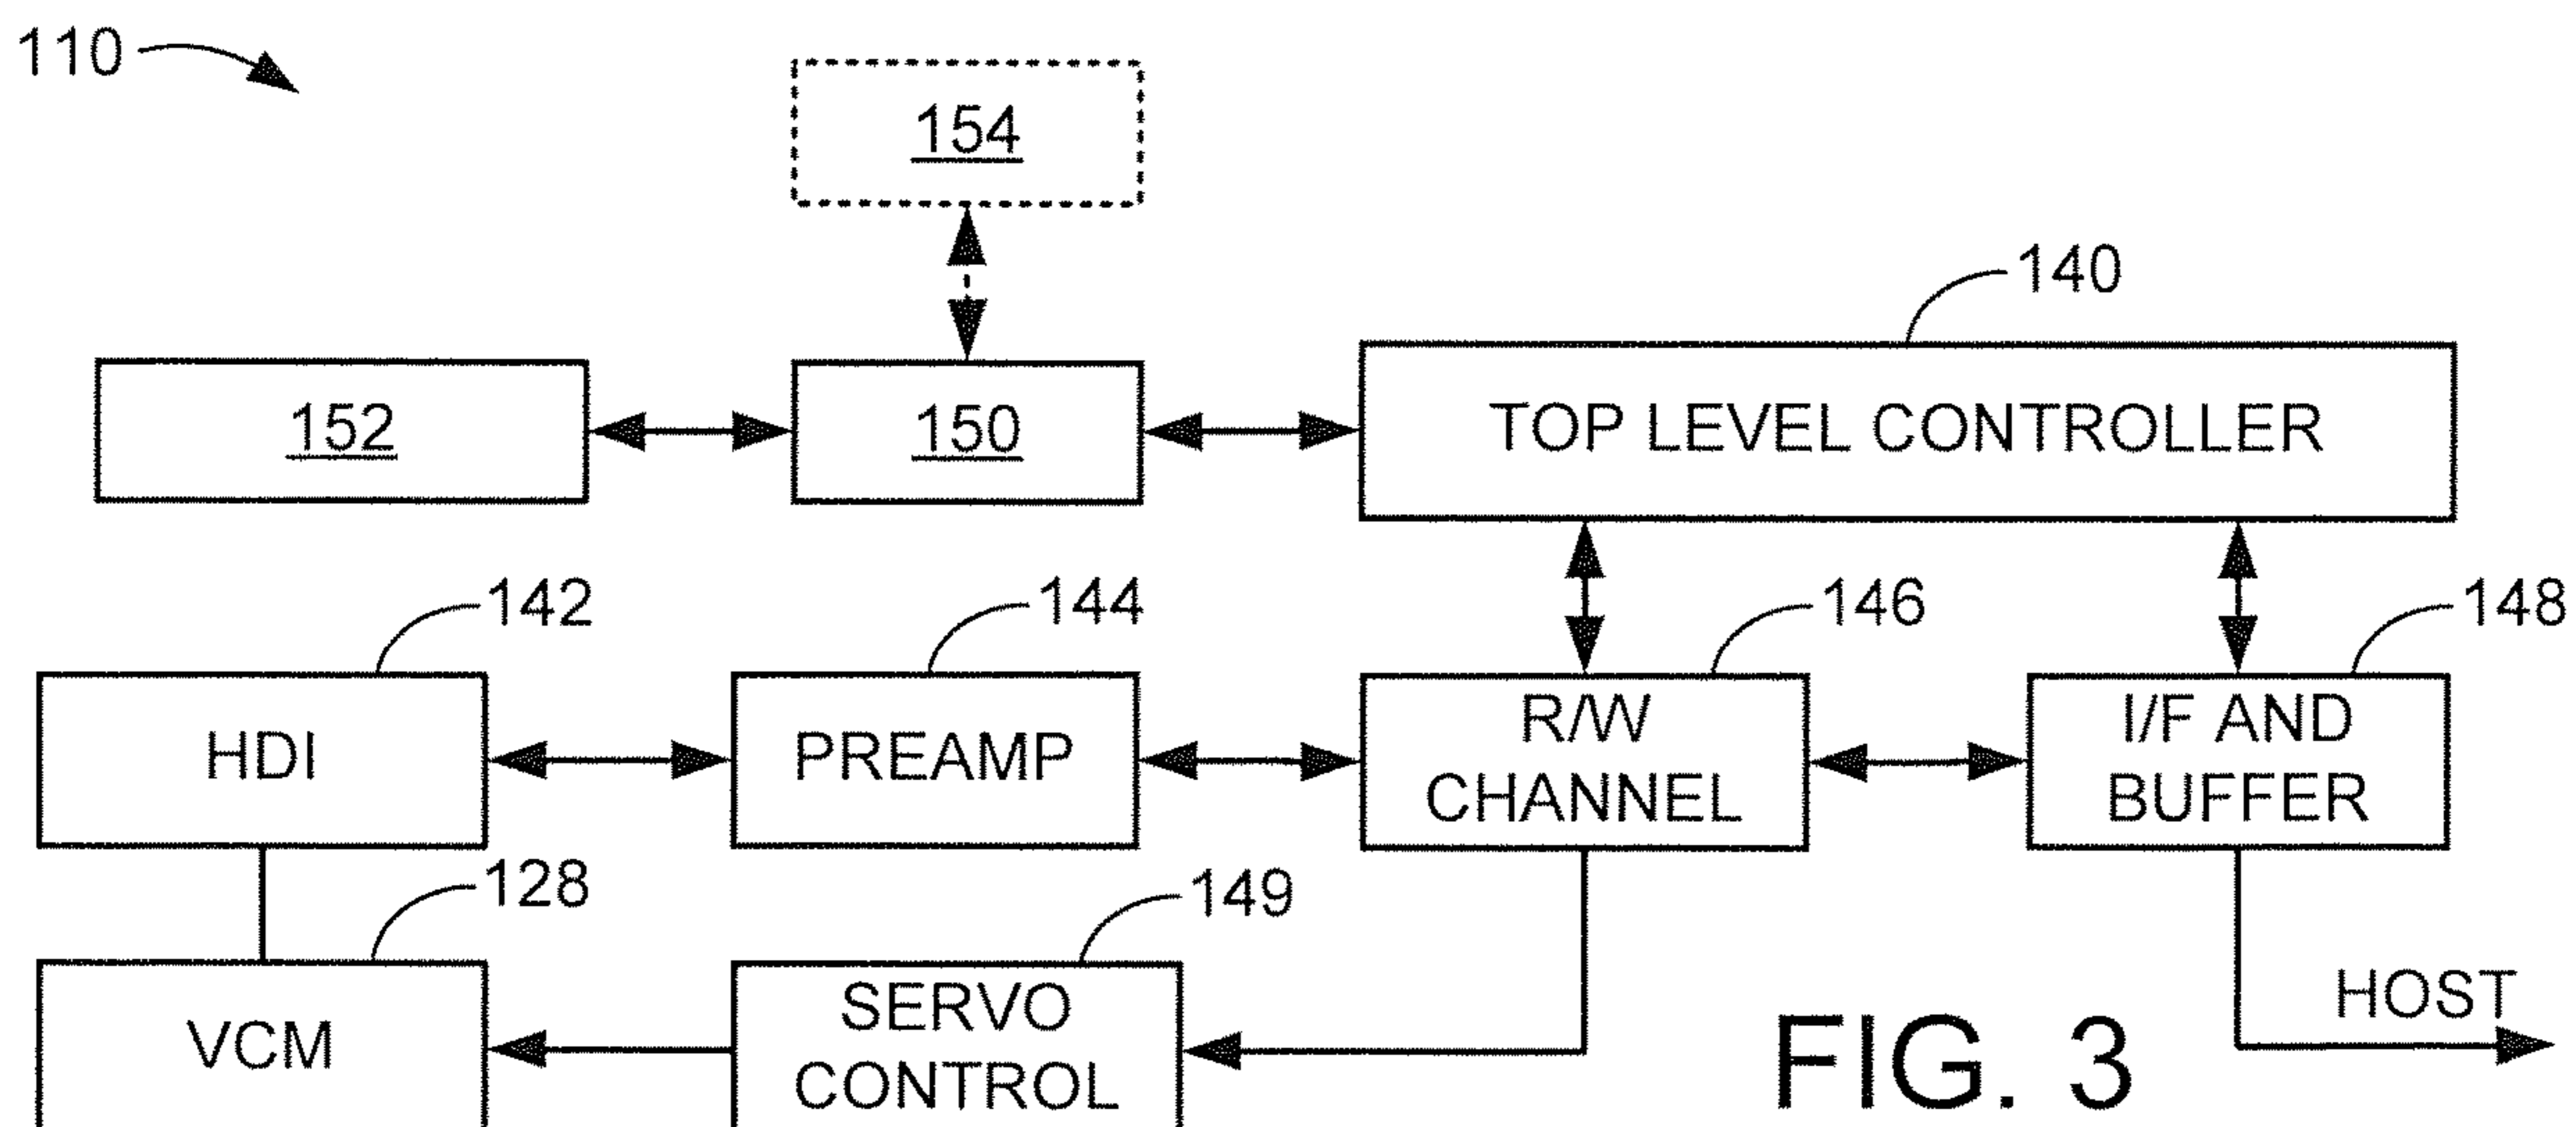 110
154
140
152
150
TOP LEVEL CONTROLLER
142
144
146
148
HDI
PREAMP
R/W
CHANNEL
I/F AND
BUFFER
128
149
VCM
SERVO
CONTROL
HOST
FIG. 3